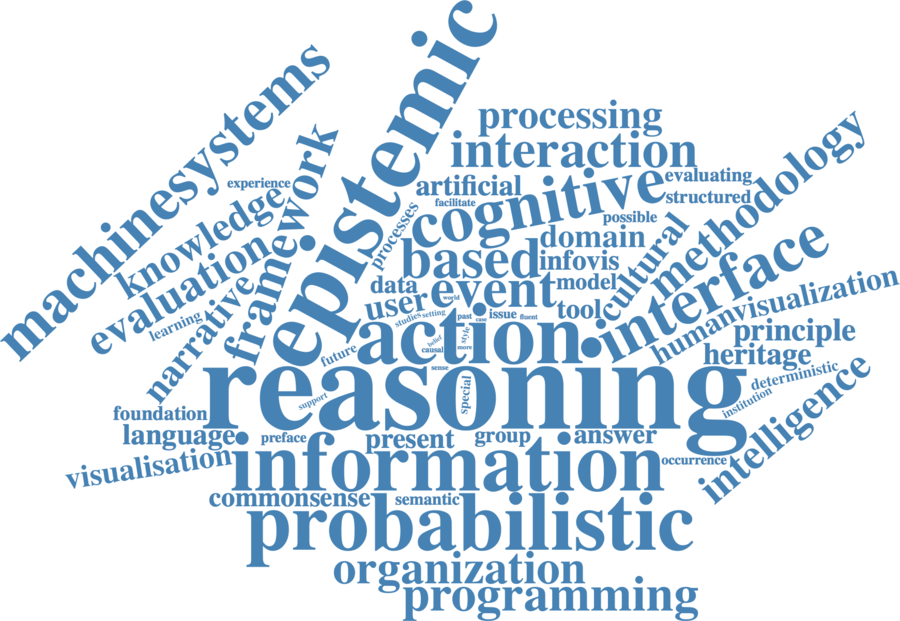 epistemic
machinesystems
processing
interaction
methodology
framework
experience
artificial
cognitive
evaluating
structured
facilitate
knowledge
processes
possible
evaluation
domain
cultural
interface
based
infovis
narrative
data
event
model
humanvisualization
user
world
tool
learning
studies
setting
past
case
issue
fluent
action
style
belief
causal
more
future
principle
heritage
sense
reasoning
special
support
deterministic
institution
intelligence
foundation
language
preface
present
group
answer
visualisation
information
occurrence
commonsense
semantic
probabilistic
organization
programming